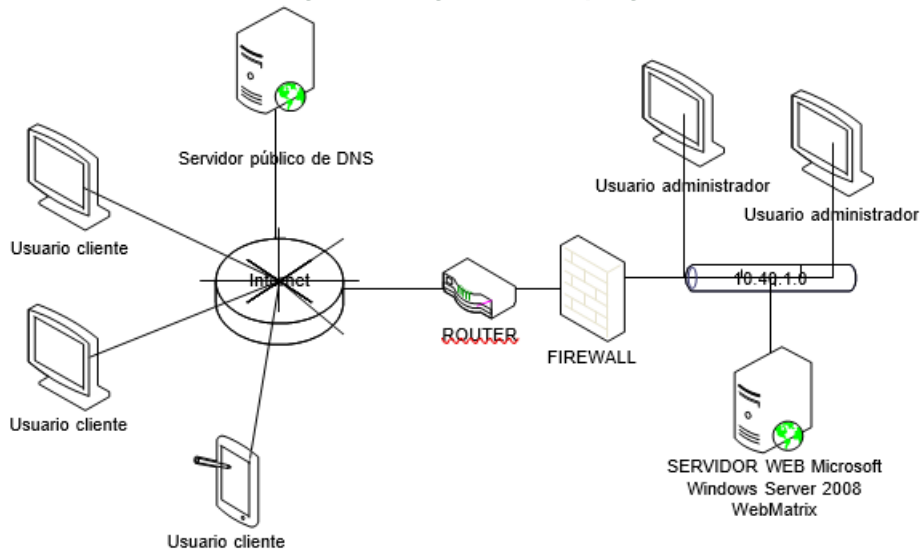 Servidor público de DNS
Usuario administrador
Usuario administrador
Usuario cliente
Internet
10.40.1.0
ROUTER
FIREWALL
Usuario cliente
SERVIDOR WEB Microsoft
Windows Server 2008
WebMatrix
Usuario cliente